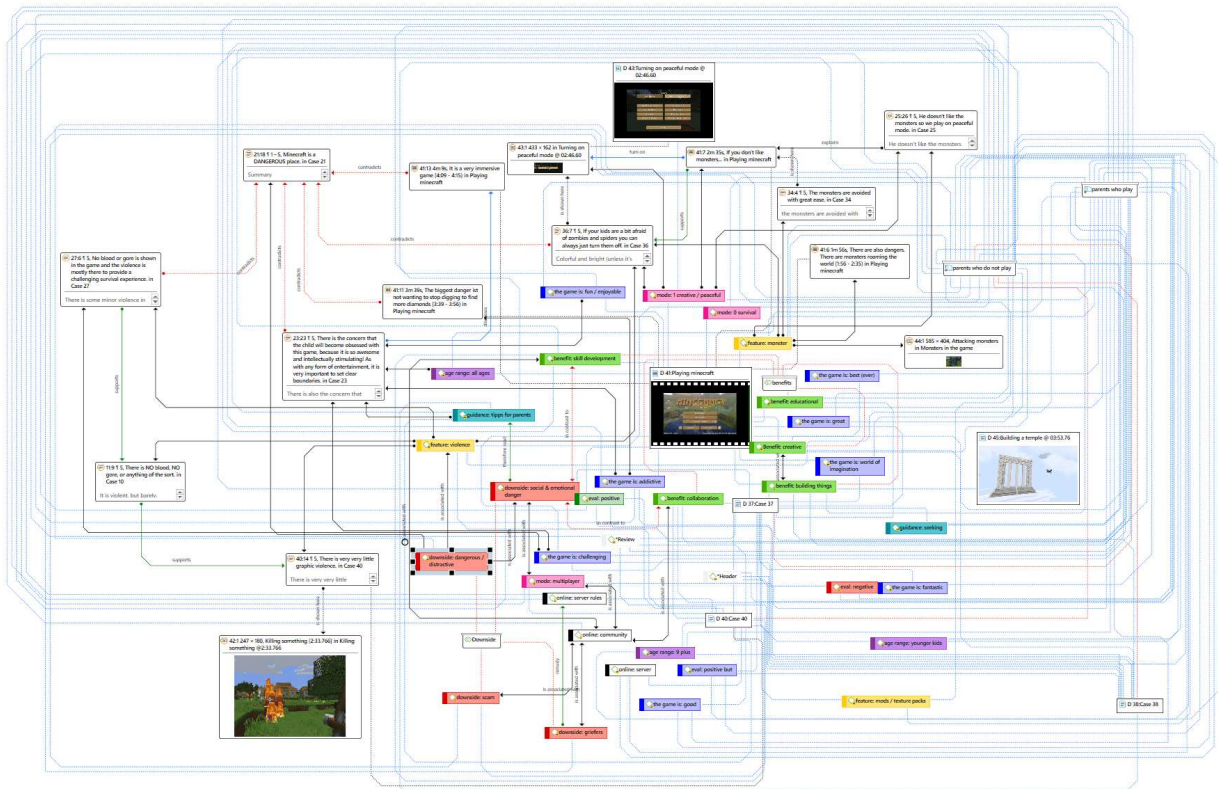 D 43:Turning on peaceful mode @
02:46.60
25:26 ¶ 5, He doesn't like the
monsters so we play on peaceful
mode. in Case 25
He doesn't like the monsters
explains
21:18 ¶ 1 – 5, Minecraft is a
DANGEROUS place. in Case 21
Summary
contradicts
41:13 4m 9s, It is a very immersive
game [4:09 - 4:15] in Playing
minecraft
43:1 433 × 162 in Turning on
peaceful mode @ 02:46.60
turn on
41:7 2m 35s, If you don't like
monsters... in Playing minecraft
34:4 ¶ 5, The monsters are avoided
with great ease. in Case 34
the monsters are avoided with
parents who play
is shown here
supports
contradicts
36:7 ¶ 5, If your kids are a bit afraid
of zombies and spiders you can
always just turn them off. in Case 36
Colorful and bright (unless it's
41:6 1m 56s, There are also dangers.
There are monsters roaming the
world [1:56 - 2:35] in Playing
minecraft
parents who do not play
27:6 ¶ 5, No blood or gore is shown
in the game and the violence is
mostly there to provide a
challenging survival experience. in
Case 27
There is some minor violence in
contradicts
contradicts
41:11 3m 39s, The biggest danger ist
not wanting to stop digging to find
more diamonds [3:39 - 3:56] in
Playing minecraft
the game is: fun / enjoyable
mode: 1 creative / peaceful
mode: 0 survival
feature: monster
44:1 585 × 404, Attacking monsters
in Monsters in the game
23:23 ¶ 5, There is the concern that
the child will become obsessed with
this game, because it is so awesome
and intellectually stimulating! As
with any form of entertainment, it is
very important to set clear
boundaries. in Case 23
There is also the concern that
benefit: skill development
age range: all ages
D 41:Playing minecraft
benefits
the game is: best (ever)
benefit: educational
supports
guidance: tipps for parents
the game is: great
feature: violence
Benefit creative
D 45:Building a temple @ 03:53.76
11:9 ¶ 5, There is NO blood, NO
gore, or anything of the sort. in
Case 10
It is violent, but barely.
the game is: addictive
the game is: world of
imagination
downside: social & emotional
danger
eval: positive
benefit: collaboration
benefit: building things
D 37:Case 37
in contrast to
is associated with
guidance: seeking
*Review
40:14 ¶ 5, There is very very little
graphic violence. in Case 40
There is very very little
supports
downside: dangerous /
distractive
the game is: challenging
mode: multiplayer
*Header
eval: negative
the game is: fantastic
online: server rules
is shown here
D 40:Case 40
42:1 247 × 180, Killing something [2:33.766] in Killing
something @2:33.766
Downside
online: community
age range: 9 plus
age range: younger kids
online: server
eval: positive but
is associated with
downside: scam
the game is: good
feature: mods / texture packs
D 38:Case 38
downside: griefers